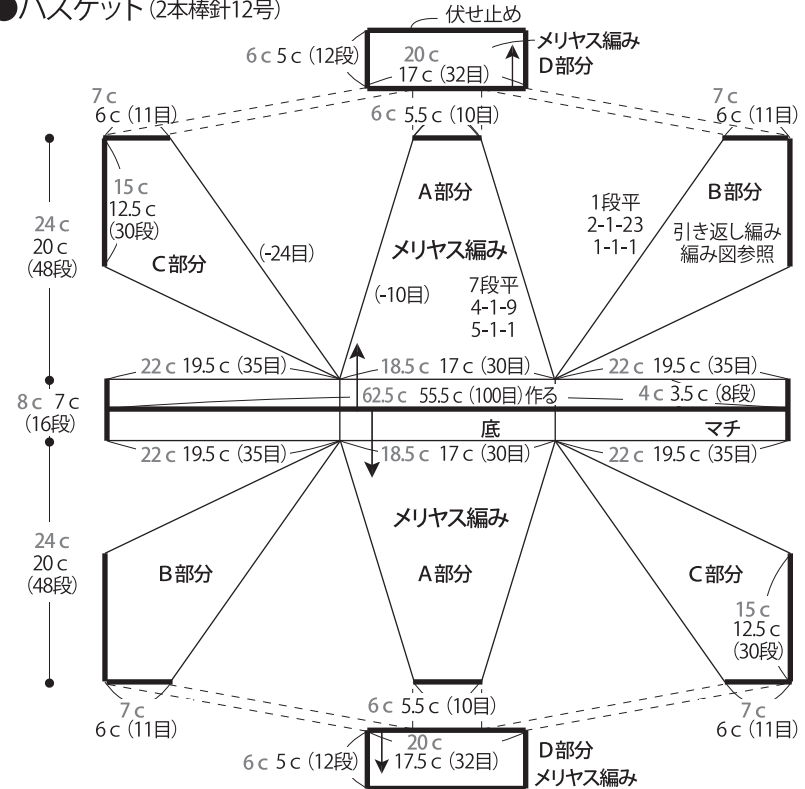 ●バスケット(2本棒針12号)
伏せ止め
6c 5c (12段)
20c
17c (32目)
メリヤス編み
D部分
7c
6c (11目)
6c 5.5c (10目)
7c
6c (11目)
15c
12.5c
(30段)
A部分
1段平
2-1-23
1-1-1
B部分
引き返し編み
編み図参照
24c
20c
(48段)
C部分
(-24目)
メリヤス編み
(-10目)
7段平
4-1-9
5-1-1
22c 19.5c (35目)
18.5c 17c (30目)
22c 19.5c (35目)
8c 7c
(16段)
62.5c 55.5c (100目)作る
4c 3.5c (8段)
底
マチ
22c 19.5c (35目)
18.5c 17c (30目)
22c 19.5c (35目)
メリヤス編み
24c
20c
(48段)
B部分
A部分
C部分
15c
12.5c
(30段)
7c
6c (11目)
6c 5.5c (10目)
7c
6c (11目)
6c 5c (12段)
20c
17.5c (32目)
D部分
メリヤス編み